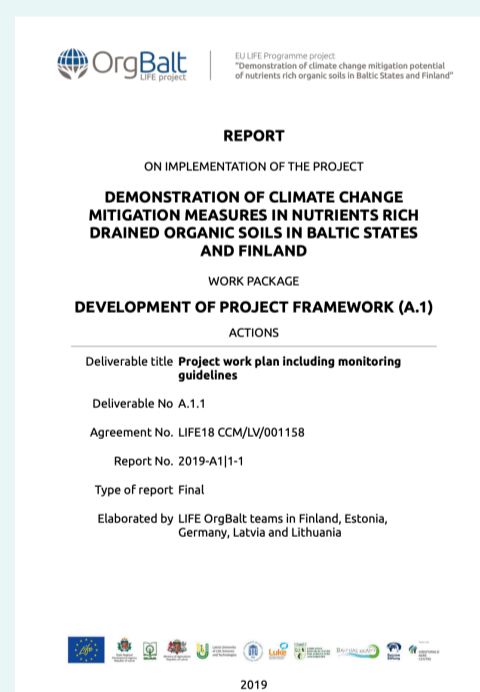 OrgBalt
LIFE project
EU LIFE Programme project
"Demonstration of climate change mitigation potential
of nutrients rich organic soils in Baltic States and Finland"
REPORT
ON IMPLEMENTATION OF THE PROJECT
DEMONSTRATION OF CLIMATE CHANGE
MITIGATION MEASURES IN NUTRIENTS RICH
DRAINED ORGANIC SOILS IN BALTIC STATES
AND FINLAND
WORK PACKAGE
DEVELOPMENT OF PROJECT FRAMEWORK (A.1)
ACTIONS
Deliverable title Project work plan including monitoring
guidelines
Deliverable No A.1.1
Agreement No. LIFE18 CCM/LV/001158
Report No. 2019-A1|1-1
Type of report Final
Elaborated by LIFE OrgBalt teams in Finland, Estonia,
Germany, Latvia and Lithuania
Luke
2019